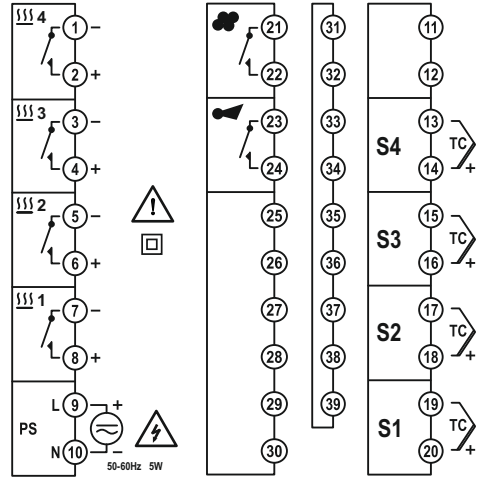 4 1 − 21 31 11
2 + 22 32 12
3 3 − 23 33 13
S4 TC
4 + 24 34 14 +
2 5 − 25 35 15
S3 TC
6 + 26 36 16 +
1 7 − 27 37 17
S2 TC
8 + 28 38 18 +
L 9 + 29 39 19
PS S1 TC
N 10 − 30 20 +
50-60Hz 5W